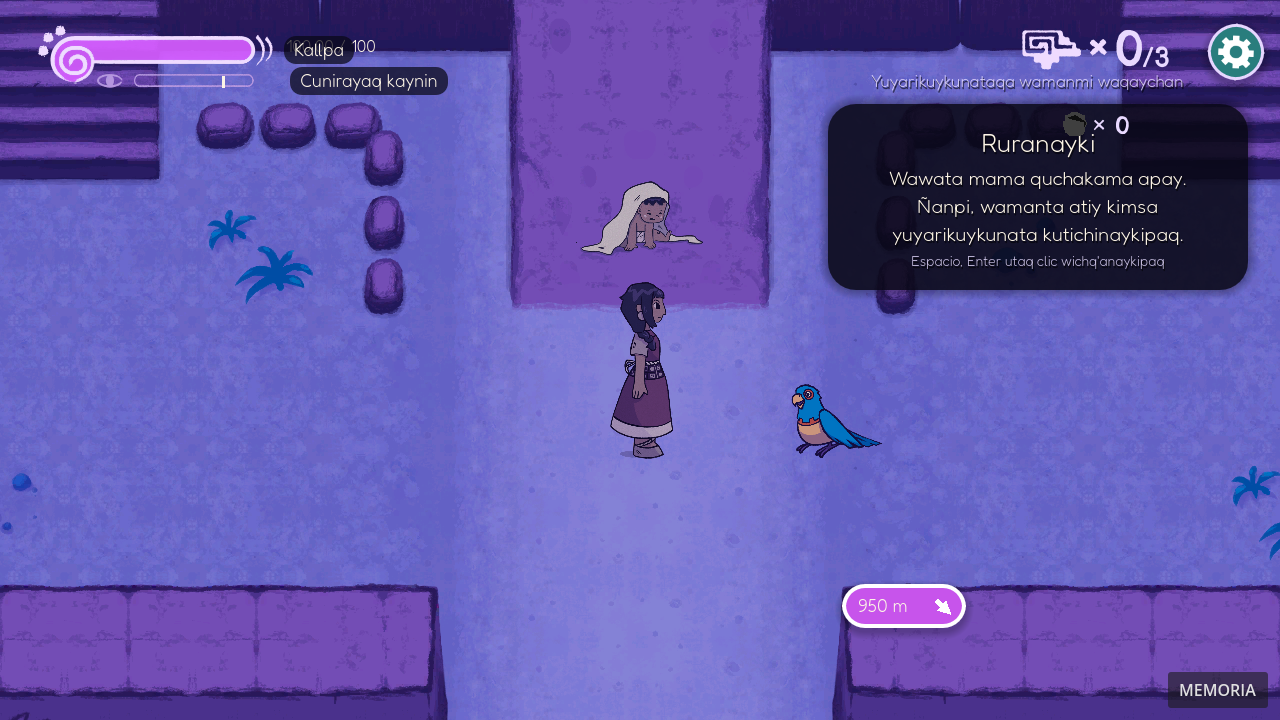 Kallpa
100
Cunirayaq kaynin
× 0/3
Yuyarikuykunataqa wamanmi waqaychan
× 0
Ruranayki
Wawata mama quchakama apay.
Ñanpi, wamanta atiy kimsa
yuyarikuykunata kutichinaykipaq.
Espacio, Enter utaq clic wichq'anaykipaq
950 m
MEMORIA